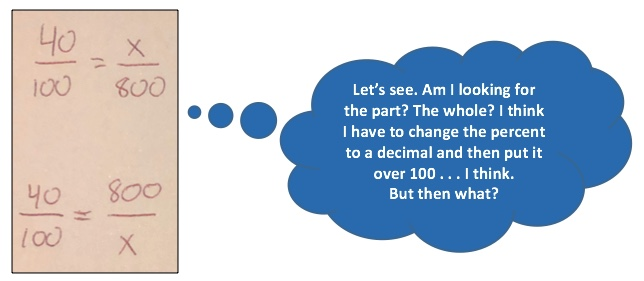 40/100 = x/800
40/100 = 800/x
Let's see. Am I looking for
the part? The whole? I think
I have to change the percent
to a decimal and then put it
over 100 . . . I think.
But then what?